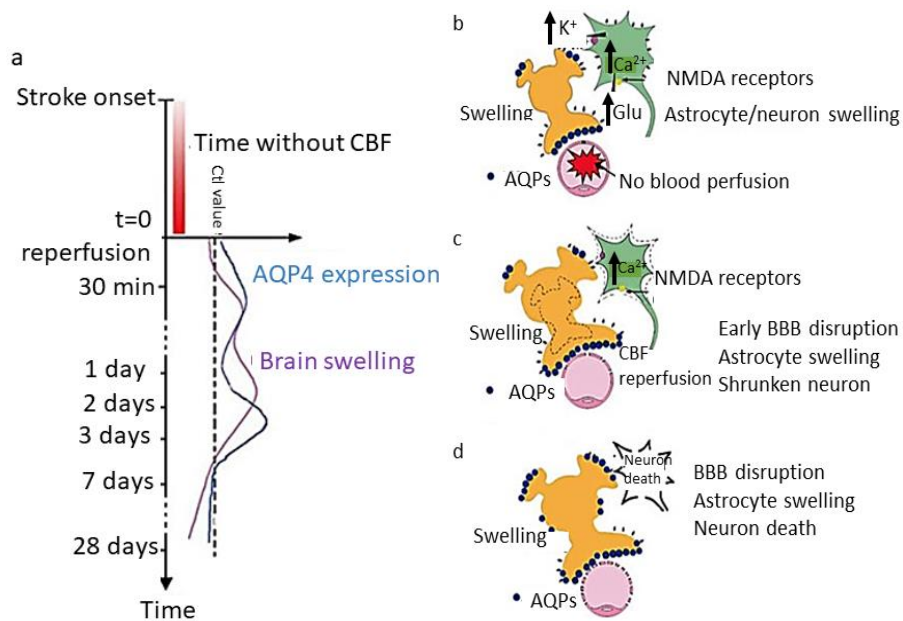 a
Stroke onset
Time without CBF
Ctl value
t=0
reperfusion
30 min
AQP4 expression
Brain swelling
1 day
2 days
3 days
7 days
28 days
Time
b
K+
Ca2+
NMDA receptors
Swelling
Glu
Astrocyte/neuron swelling
AQPs
No blood perfusion
c
Ca2+
NMDA receptors
Swelling
CBF
reperfusion
Early BBB disruption
Astrocyte swelling
Shrunken neuron
AQPs
d
Neuron
death
BBB disruption
Astrocyte swelling
Neuron death
Swelling
AQPs